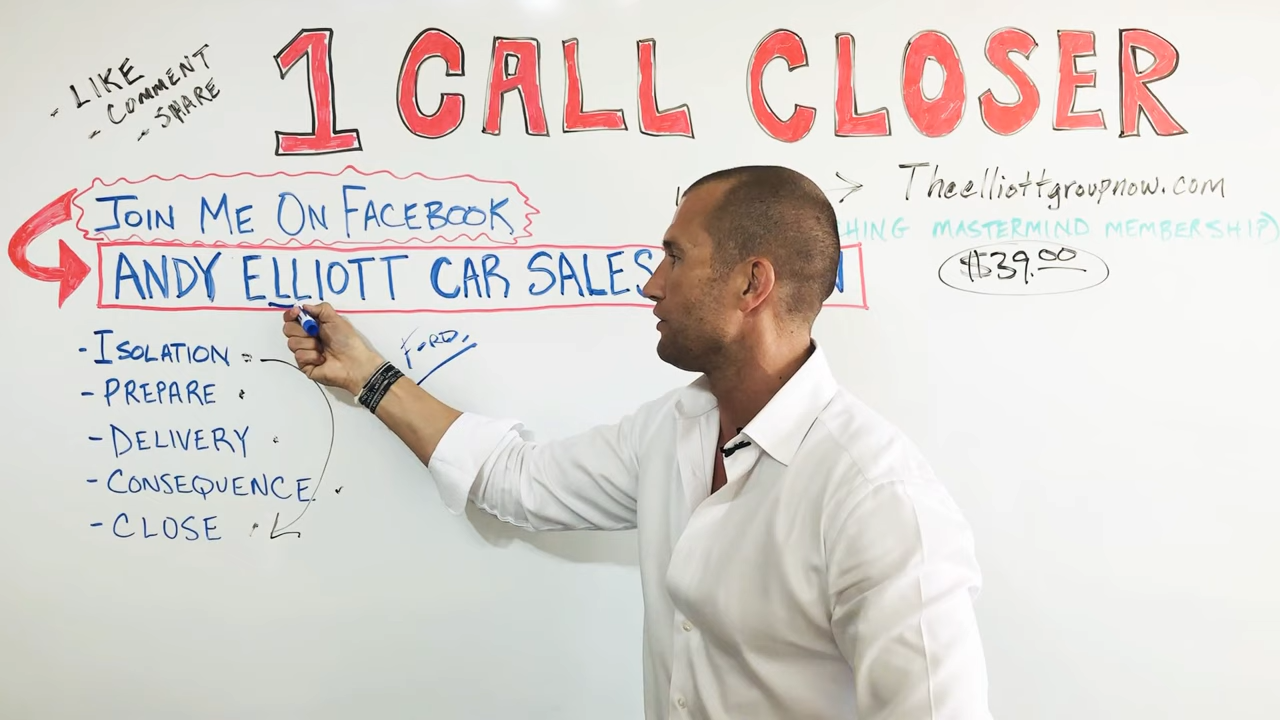 1 CALL CLOSER
- LIKE
- COMMENT
- SHARE
JOIN ME ON FACEBOOK
ANDY ELLIOTT CAR SALES
Theelliottgroupnow.com
MASTERMIND MEMBERSHIP)
$39.00
FORD.
- ISOLATION
- PREPARE
- DELIVERY
- CONSEQUENCE
- CLOSE